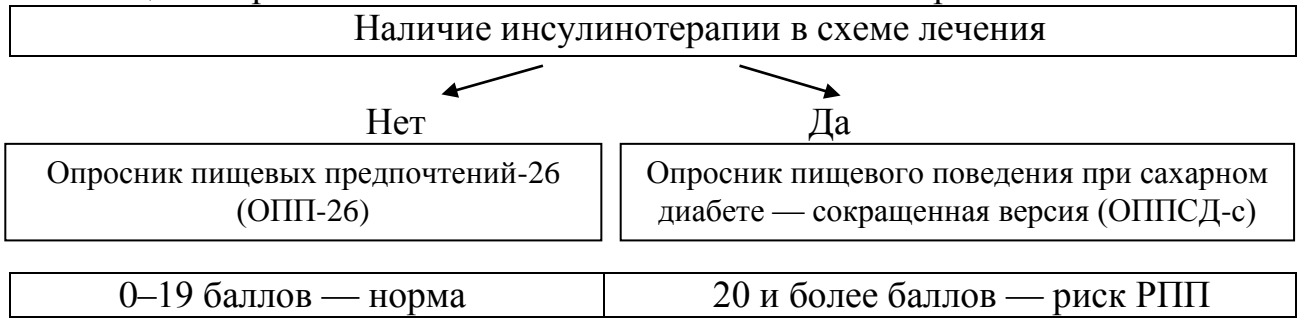 Наличие инсулинотерапии в схеме лечения
Нет
Да
Опросник пищевых предпочтений-26
(ОПП-26)
Опросник пищевого поведения при сахарном
диабете — сокращенная версия (ОППСД-с)
0–19 баллов — норма
20 и более баллов — риск РПП